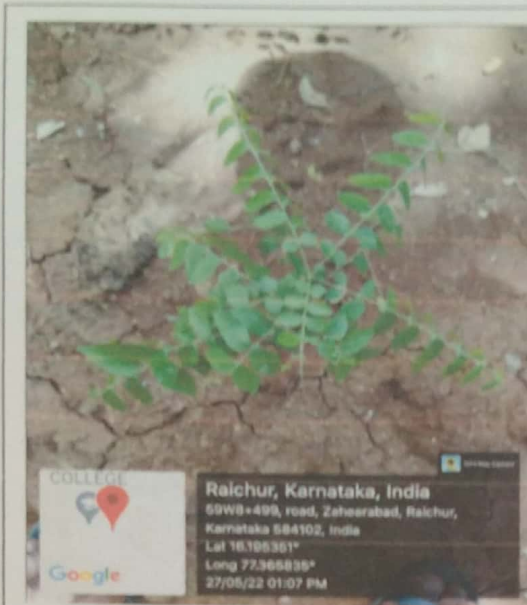 COLLEGE
Google
Raichur, Karnataka, India
59W8+499, road, Zaheerabad, Raichur,
Karnataka 584102, India
Lat 16.195351°
Long 77.365835°
27/05/22 01:07 PM